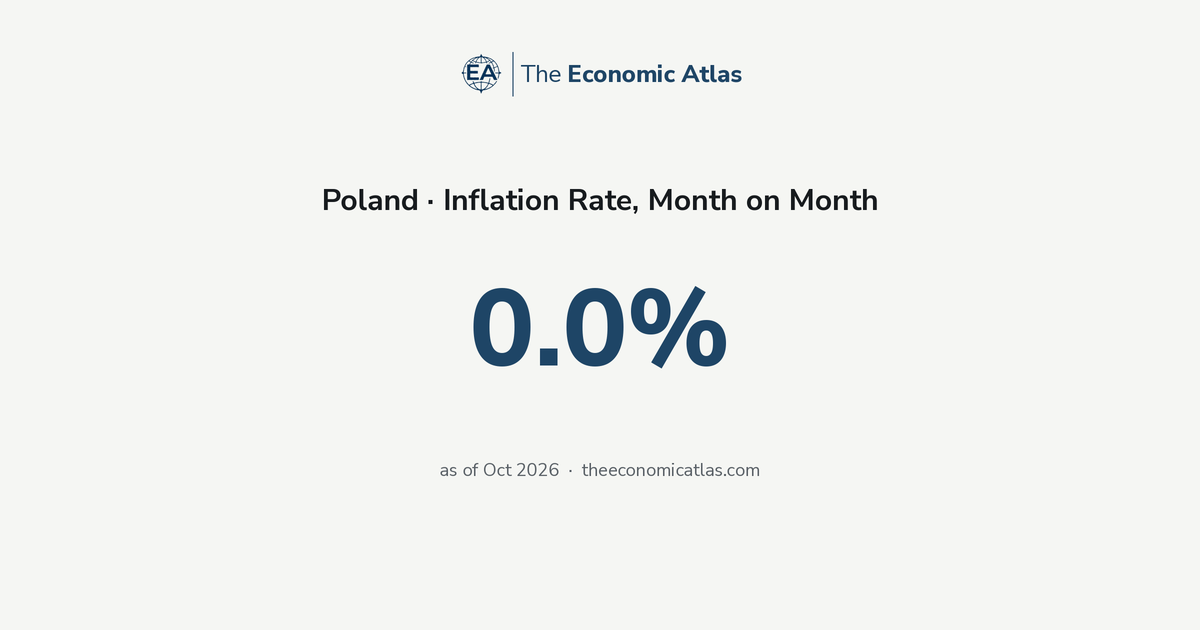 EA The Economic Atlas
Poland · Inflation Rate, Month on Month
0.0%
as of Oct 2026 · theeconomicatlas.com